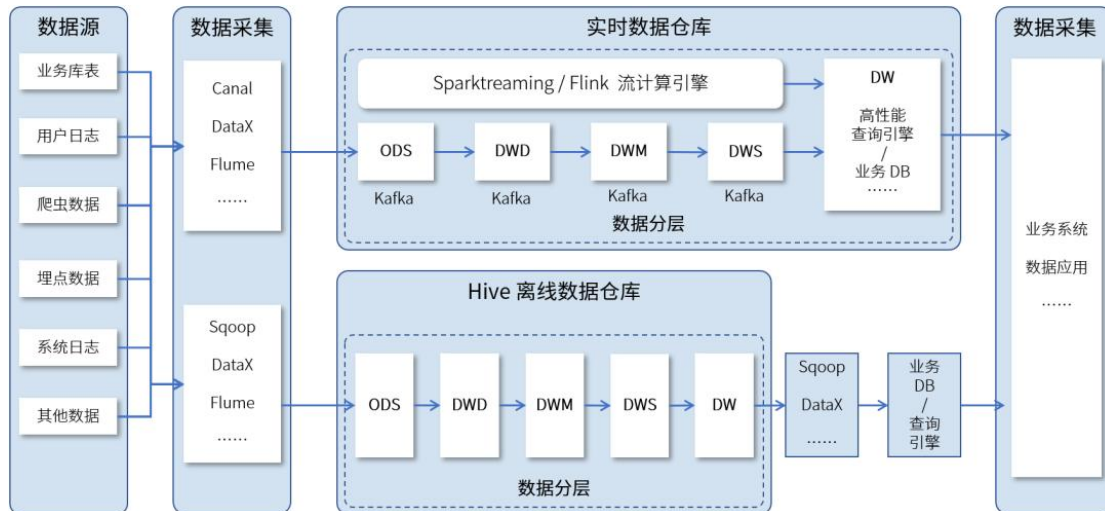 数据源
业务库表
用户日志
爬虫数据
埋点数据
系统日志
其他数据
数据采集
Canal
DataX
Flume
……
Sqoop
DataX
Flume
……
实时数据仓库
Sparktreaming / Flink 流计算引擎
ODS
DWD
DWM
DWS
Kafka
Kafka
Kafka
Kafka
数据分层
DW
高性能
查询引擎
/
业务 DB
……
Hive 离线数据仓库
ODS
DWD
DWM
DWS
DW
数据分层
Sqoop
DataX
……
业务
DB
/
查询
引擎
数据采集
业务系统
数据应用
……